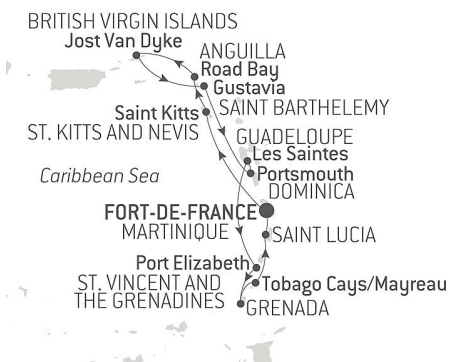 BRITISH VIRGIN ISLANDS
Jost Van Dyke
ANGUILLA
Road Bay
Gustavia
SAINT BARTHELEMY
Saint Kitts
ST. KITTS AND NEVIS
GUADELOUPE
Les Saintes
Caribbean Sea
Portsmouth
DOMINICA
FORT-DE-FRANCE
MARTINIQUE
SAINT LUCIA
Port Elizabeth
ST. VINCENT AND
THE GRENADINES
Tobago Cays/Mayreau
GRENADA